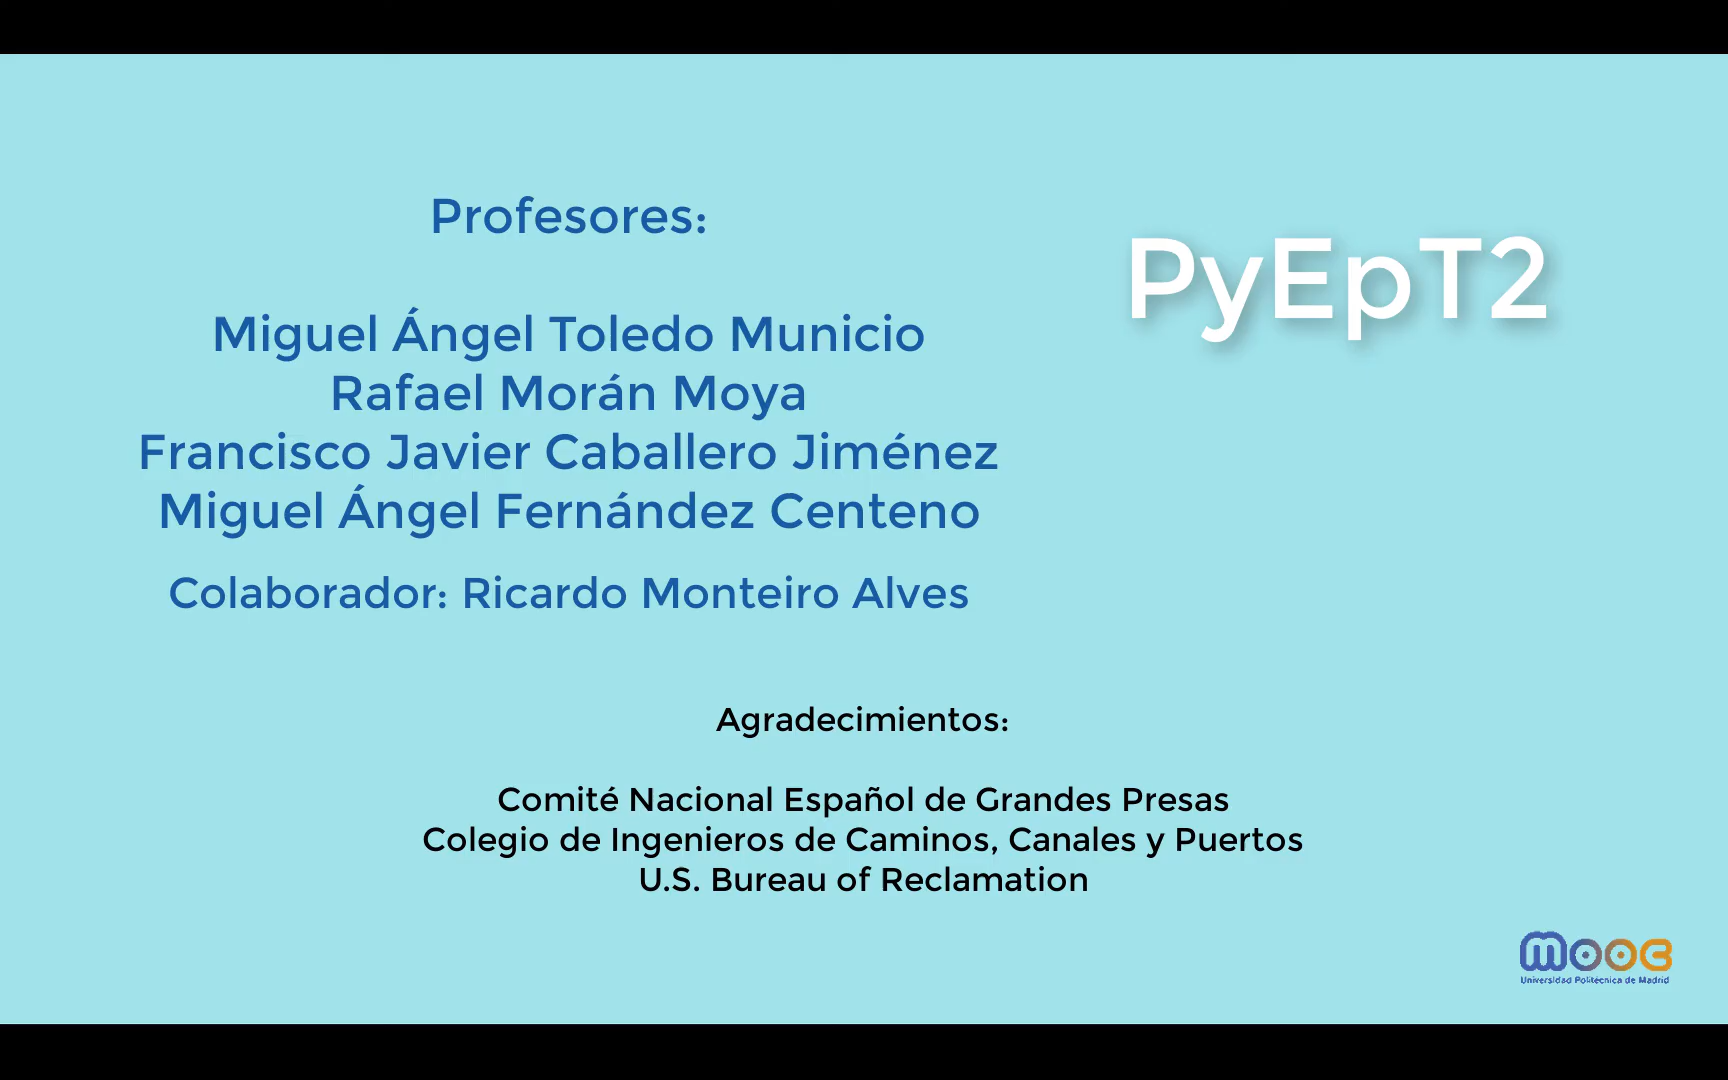 Profesores:
Miguel Ángel Toledo Municio
Rafael Morán Moya
Francisco Javier Caballero Jiménez
Miguel Ángel Fernández Centeno
Colaborador: Ricardo Monteiro Alves
PyEpT2
Agradecimientos:
Comité Nacional Español de Grandes Presas
Colegio de Ingenieros de Caminos, Canales y Puertos
U.S. Bureau of Reclamation
mooc
Universidad Politécnica de Madrid